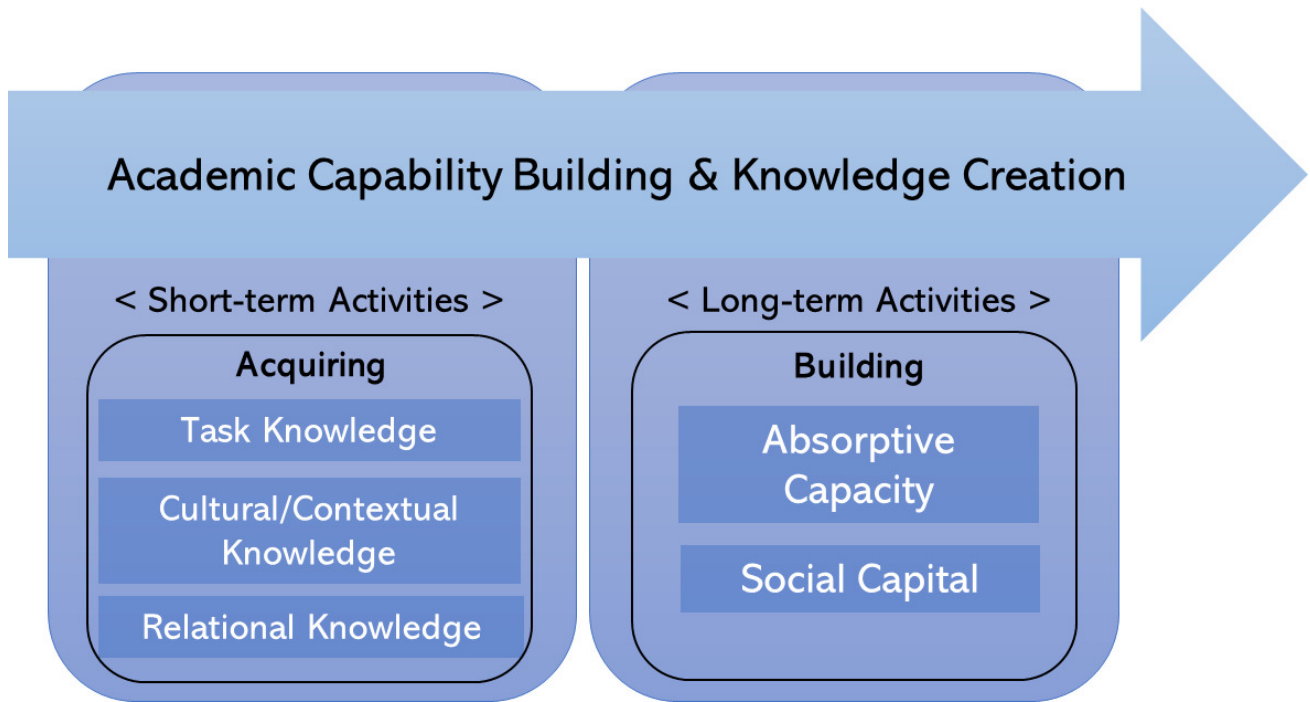 Academic Capability Building & Knowledge Creation
< Short-term Activities >
Acquiring
Task Knowledge
Cultural/Contextual
Knowledge
Relational Knowledge
< Long-term Activities >
Building
Absorptive
Capacity
Social Capital